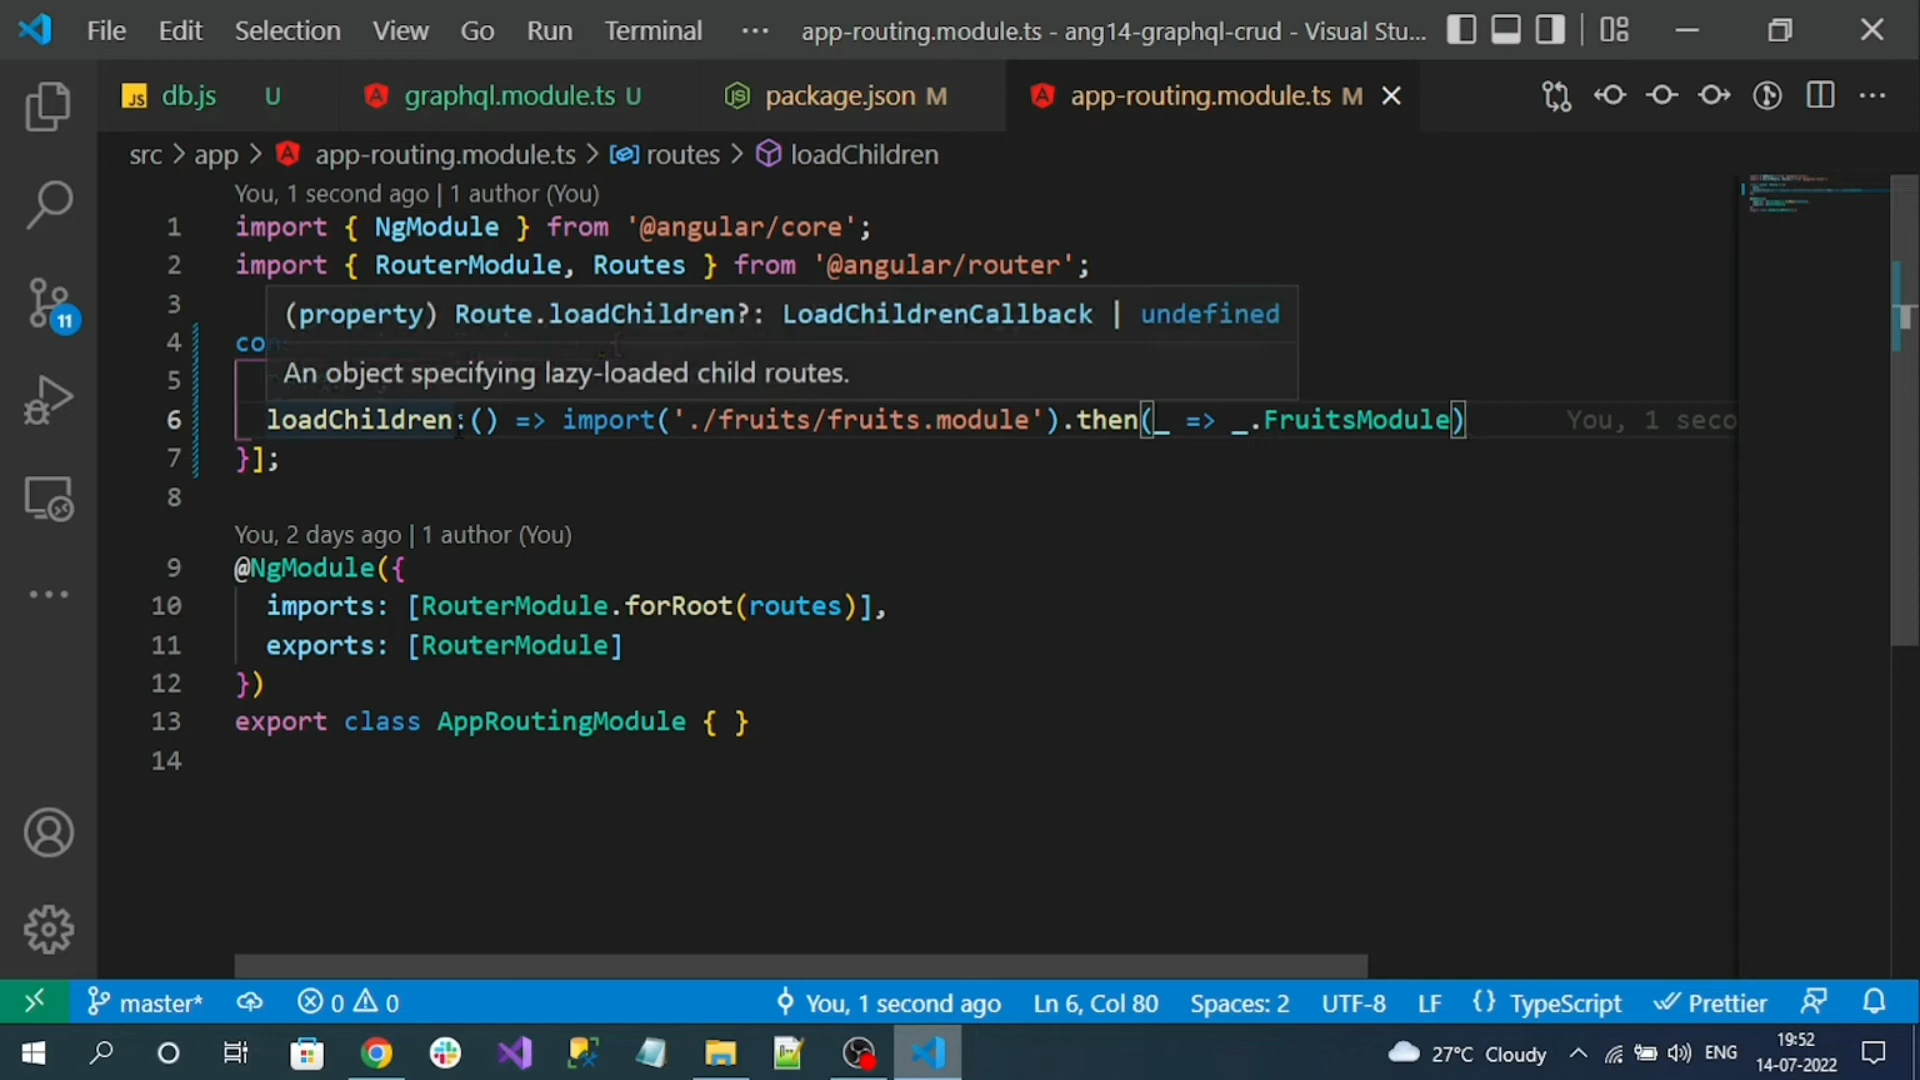 File Edit Selection View Go Run Terminal ··· app-routing.module.ts - ang14-graphql-crud - Visual Stu...
JS db.js U graphql.module.ts U package.json M app-routing.module.ts M
src > app > app-routing.module.ts > routes > loadChildren
You, 1 second ago | 1 author (You)
1 import { NgModule } from '@angular/core';
2 import { RouterModule, Routes } from '@angular/router';
3
(property) Route.loadChildren?: LoadChildrenCallback | undefined
4 con
An object specifying lazy-loaded child routes.
5
6 loadChildren:() => import('./fruits/fruits.module').then(_ => _.FruitsModule) You, 1 seco
7 }];
8
You, 2 days ago | 1 author (You)
9 @NgModule({
10 imports: [RouterModule.forRoot(routes)],
11 exports: [RouterModule]
12 })
13 export class AppRoutingModule { }
14
11
master* 0 0 You, 1 second ago Ln 6, Col 80 Spaces: 2 UTF-8 LF {} TypeScript Prettier
27°C Cloudy ENG 19:52
14-07-2022